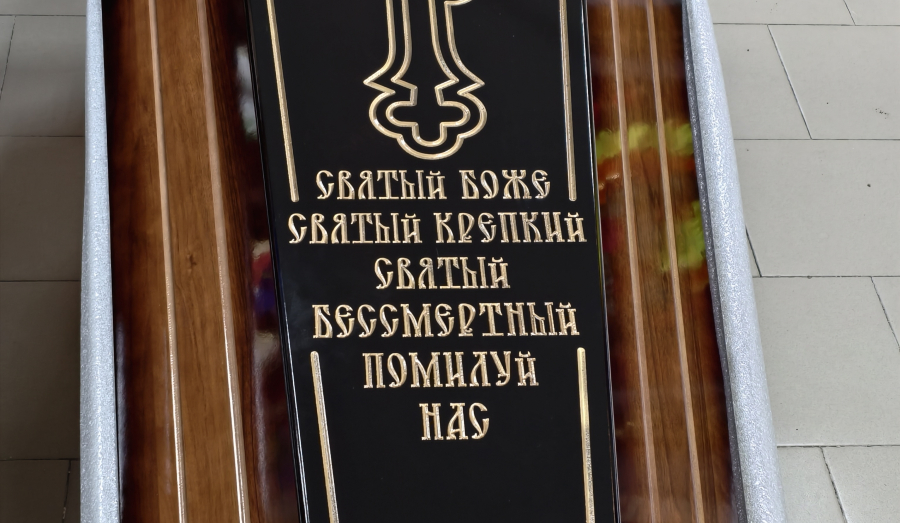 СВЯТЫЙ БОЖЕ
СВЯТЫЙ КРЕПКИЙ
СВЯТЫЙ
БЕССМЕРТНЫЙ
ПОМИЛУЙ
НАС